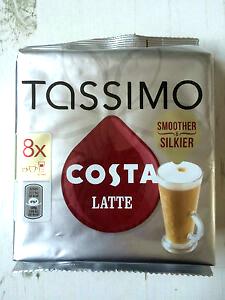 TASSIMO
SMOOTHER
&
SILKIER
8x
COSTA
LATTE